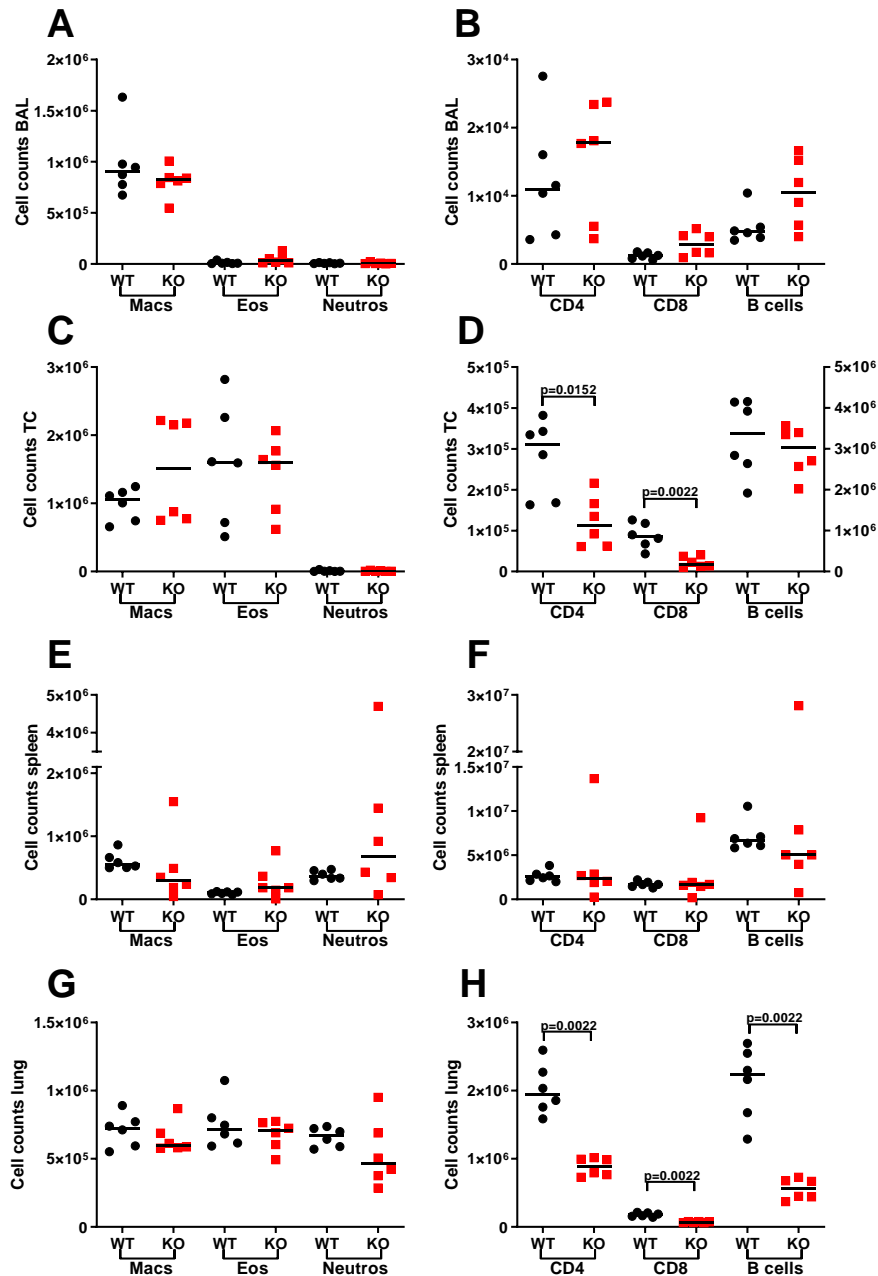 A
Cell counts BAL
2×10⁶
1.5×10⁶
1×10⁶
5×10⁵
0
WT KO WT KO WT KO
Macs Eos Neutros
B
Cell counts BAL
3×10⁴
2×10⁴
1×10⁴
0
WT KO WT KO WT KO
CD4 CD8 B cells
C
Cell counts TC
3×10⁶
2×10⁶
1×10⁶
0
WT KO WT KO WT KO
Macs Eos Neutros
D
Cell counts TC
5×10⁵
4×10⁵
3×10⁵
2×10⁵
1×10⁵
0
p=0.0152
p=0.0022
5×10⁶
4×10⁶
3×10⁶
2×10⁶
1×10⁶
0
WT KO WT KO WT KO
CD4 CD8 B cells
E
Cell counts spleen
5×10⁶
4×10⁶
2×10⁶
1×10⁶
0
WT KO WT KO WT KO
Macs Eos Neutros
F
Cell counts spleen
3×10⁷
2×10⁷
1.5×10⁷
1×10⁷
5×10⁶
0
WT KO WT KO WT KO
CD4 CD8 B cells
G
Cell counts lung
1.5×10⁶
1×10⁶
5×10⁵
0
WT KO WT KO WT KO
Macs Eos Neutros
H
Cell counts lung
3×10⁶
2×10⁶
1×10⁶
0
p=0.0022
p=0.0022
p=0.0022
WT KO WT KO WT KO
CD4 CD8 B cells